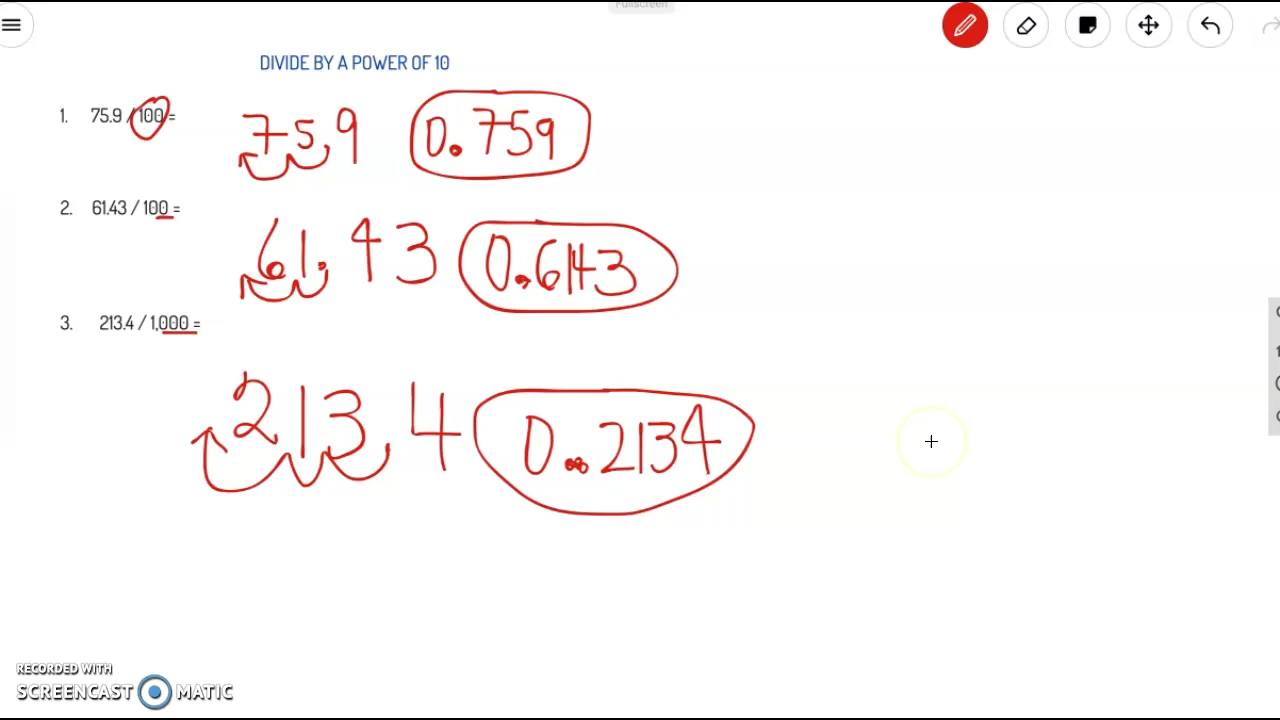 Fullscreen
DIVIDE BY A POWER OF 10
1. 75.9 / 100 =
75.9 0.759
2. 61.43 / 100 =
61.43 0.6143
3. 213.4 / 1,000 =
213.4 0.2134
RECORDED WITH
SCREENCAST MATIC